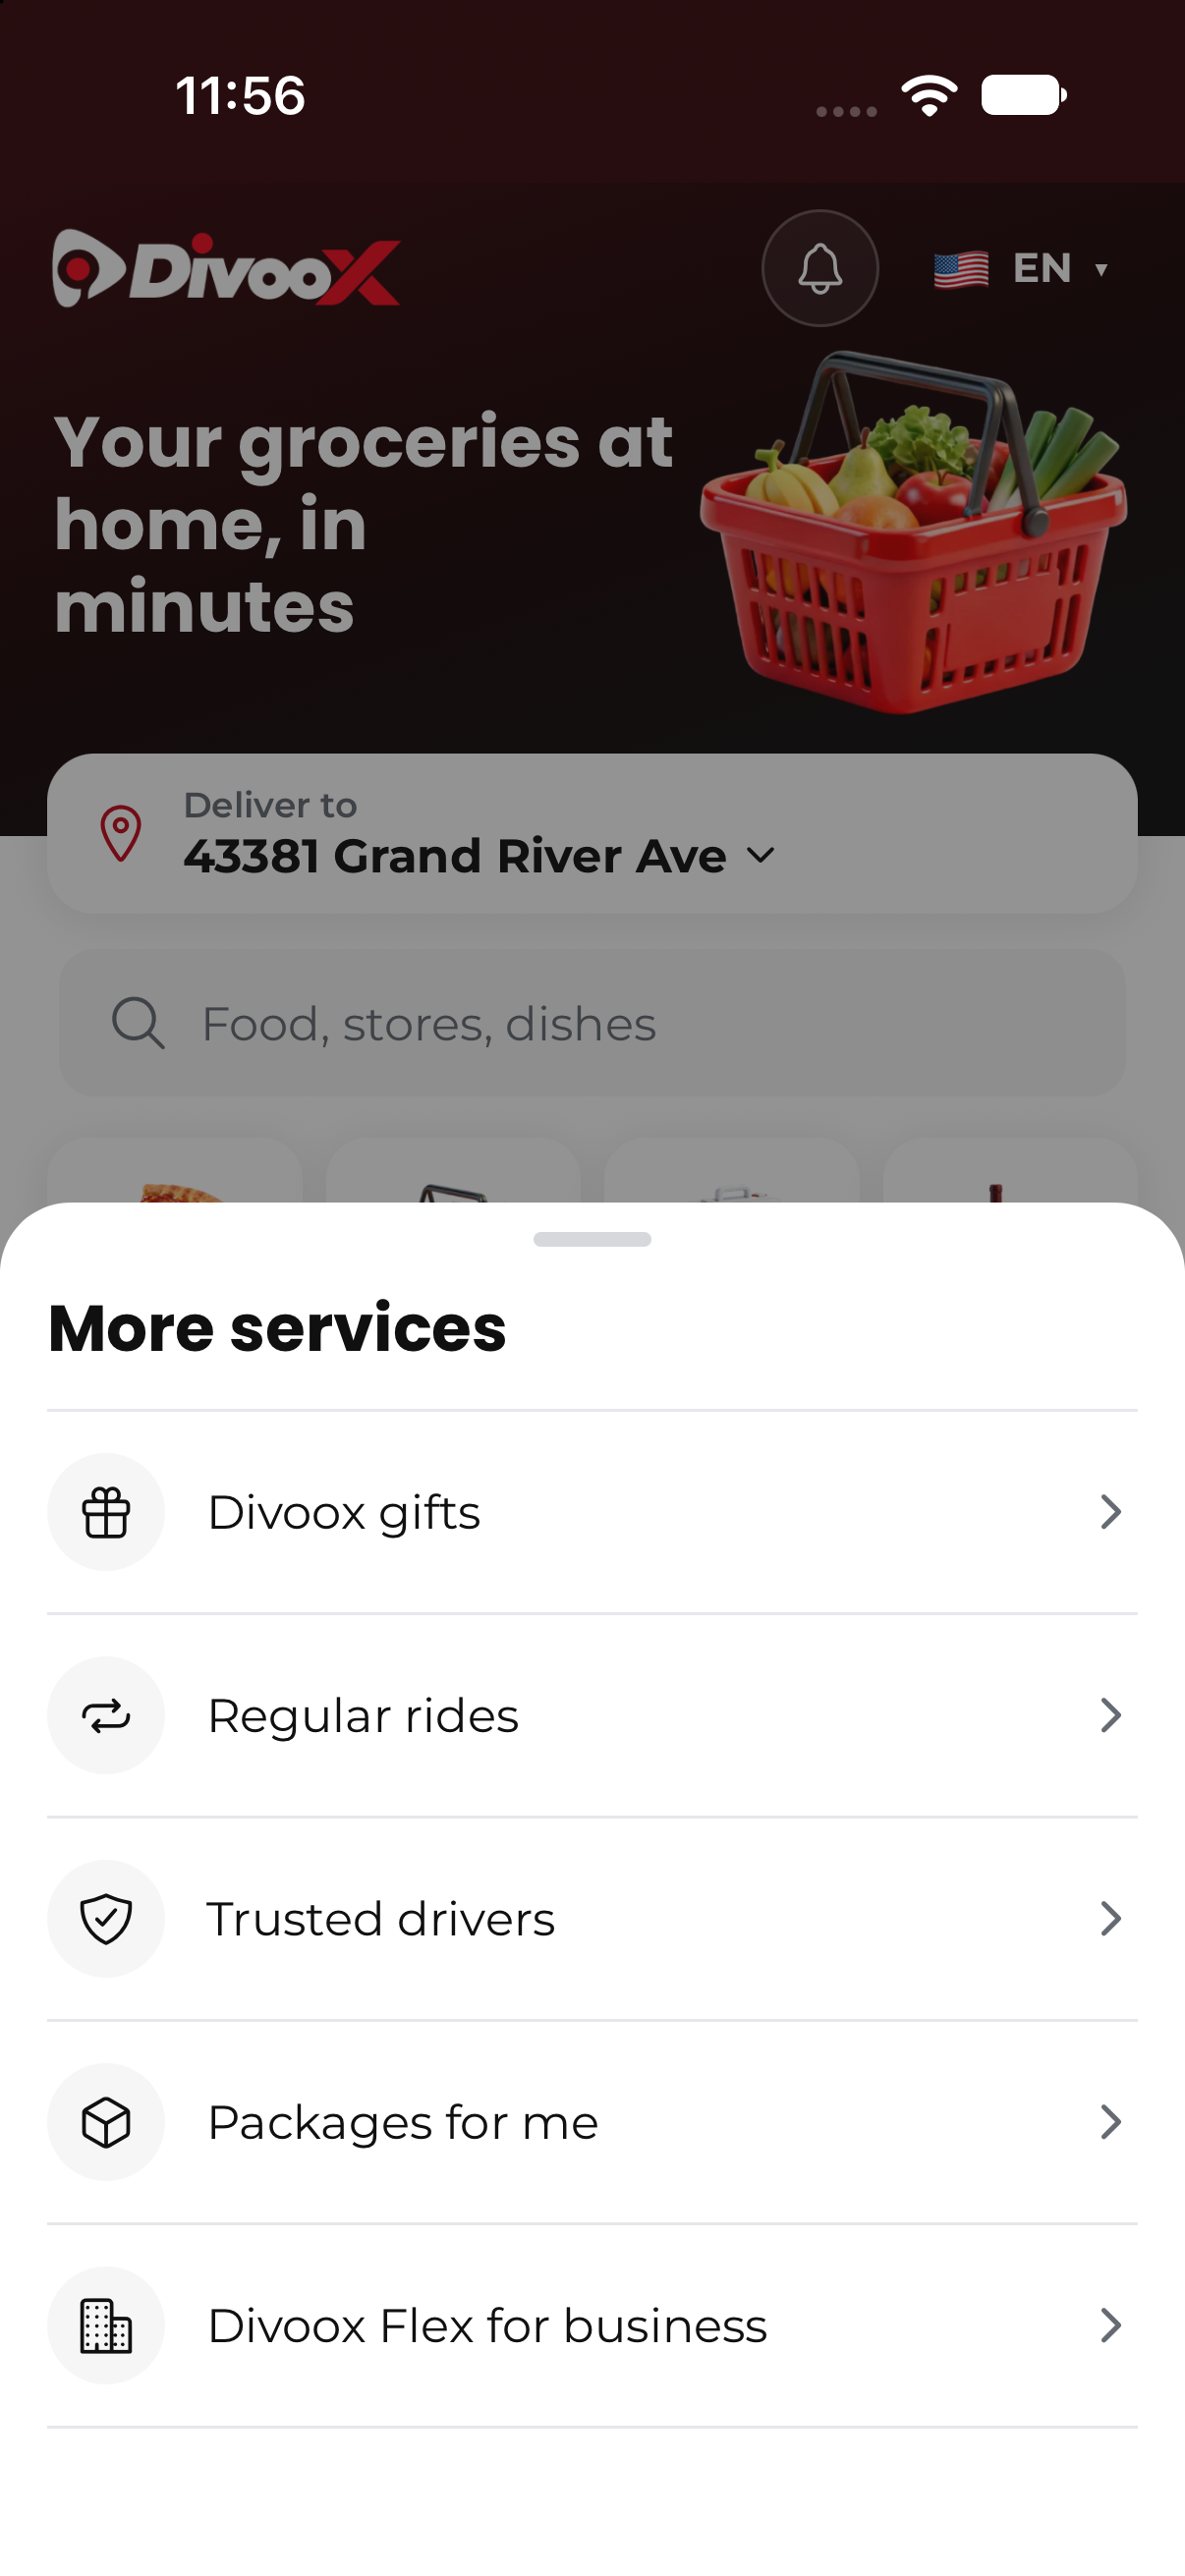 11:56
DivooX
EN
Your groceries at
home, in
minutes
Deliver to
43381 Grand River Ave
Food, stores, dishes
More services
Divoox gifts
Regular rides
Trusted drivers
Packages for me
Divoox Flex for business